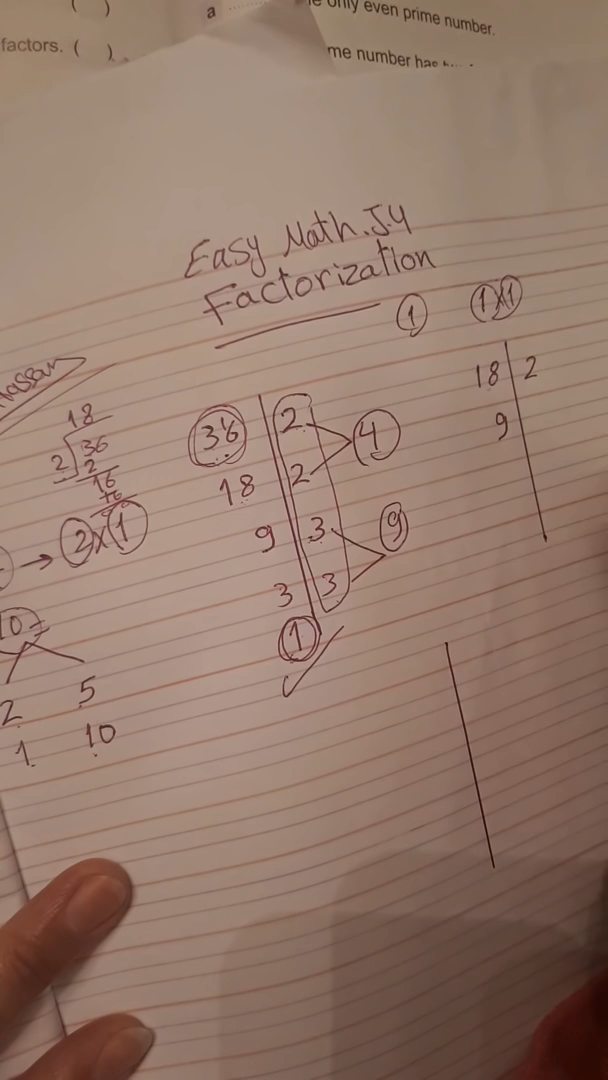 ( ) a ........ only even prime number.
factors. ( )
me number has
Easy Math.J.4
Factorization
Hassan
1 1x1
18 2
9
18
2 36
2
16
16
→ 2x1
36 2
18 2 4
9 3
3 3 9
1
10
2 5
1 10